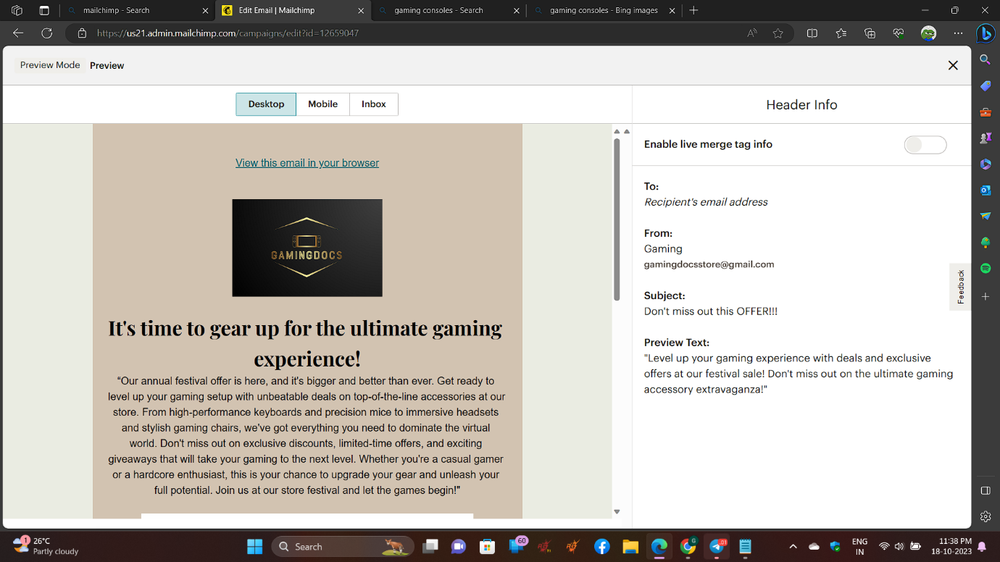 mailchimp - Search
Edit Email | Mailchimp
gaming consoles - Search
gaming consoles - Bing images
https://us21.admin.mailchimp.com/campaigns/edit?id=12659047
Preview Mode Preview
Desktop Mobile Inbox
Header Info
View this email in your browser
GAMINGDOCS
It's time to gear up for the ultimate gaming
experience!
“Our annual festival offer is here, and it's bigger and better than ever. Get ready to
level up your gaming setup with unbeatable deals on top-of-the-line accessories at our
store. From high-performance keyboards and precision mice to immersive headsets
and stylish gaming chairs, we've got everything you need to dominate the virtual
world. Don't miss out on exclusive discounts, limited-time offers, and exciting
giveaways that will take your gaming to the next level. Whether you're a casual gamer
or a hardcore enthusiast, this is your chance to upgrade your gear and unleash your
full potential. Join us at our store festival and let the games begin!"
Enable live merge tag info
To:
Recipient's email address
From:
Gaming
gamingdocsstore@gmail.com
Subject:
Don't miss out this OFFER!!!
Preview Text:
"Level up your gaming experience with deals and exclusive
offers at our festival sale! Don't miss out on the ultimate gaming
accessory extravaganza!"
Feedback
1
26°C
Partly cloudy
Search
60
G
ENG
IN
11:38 PM
18-10-2023